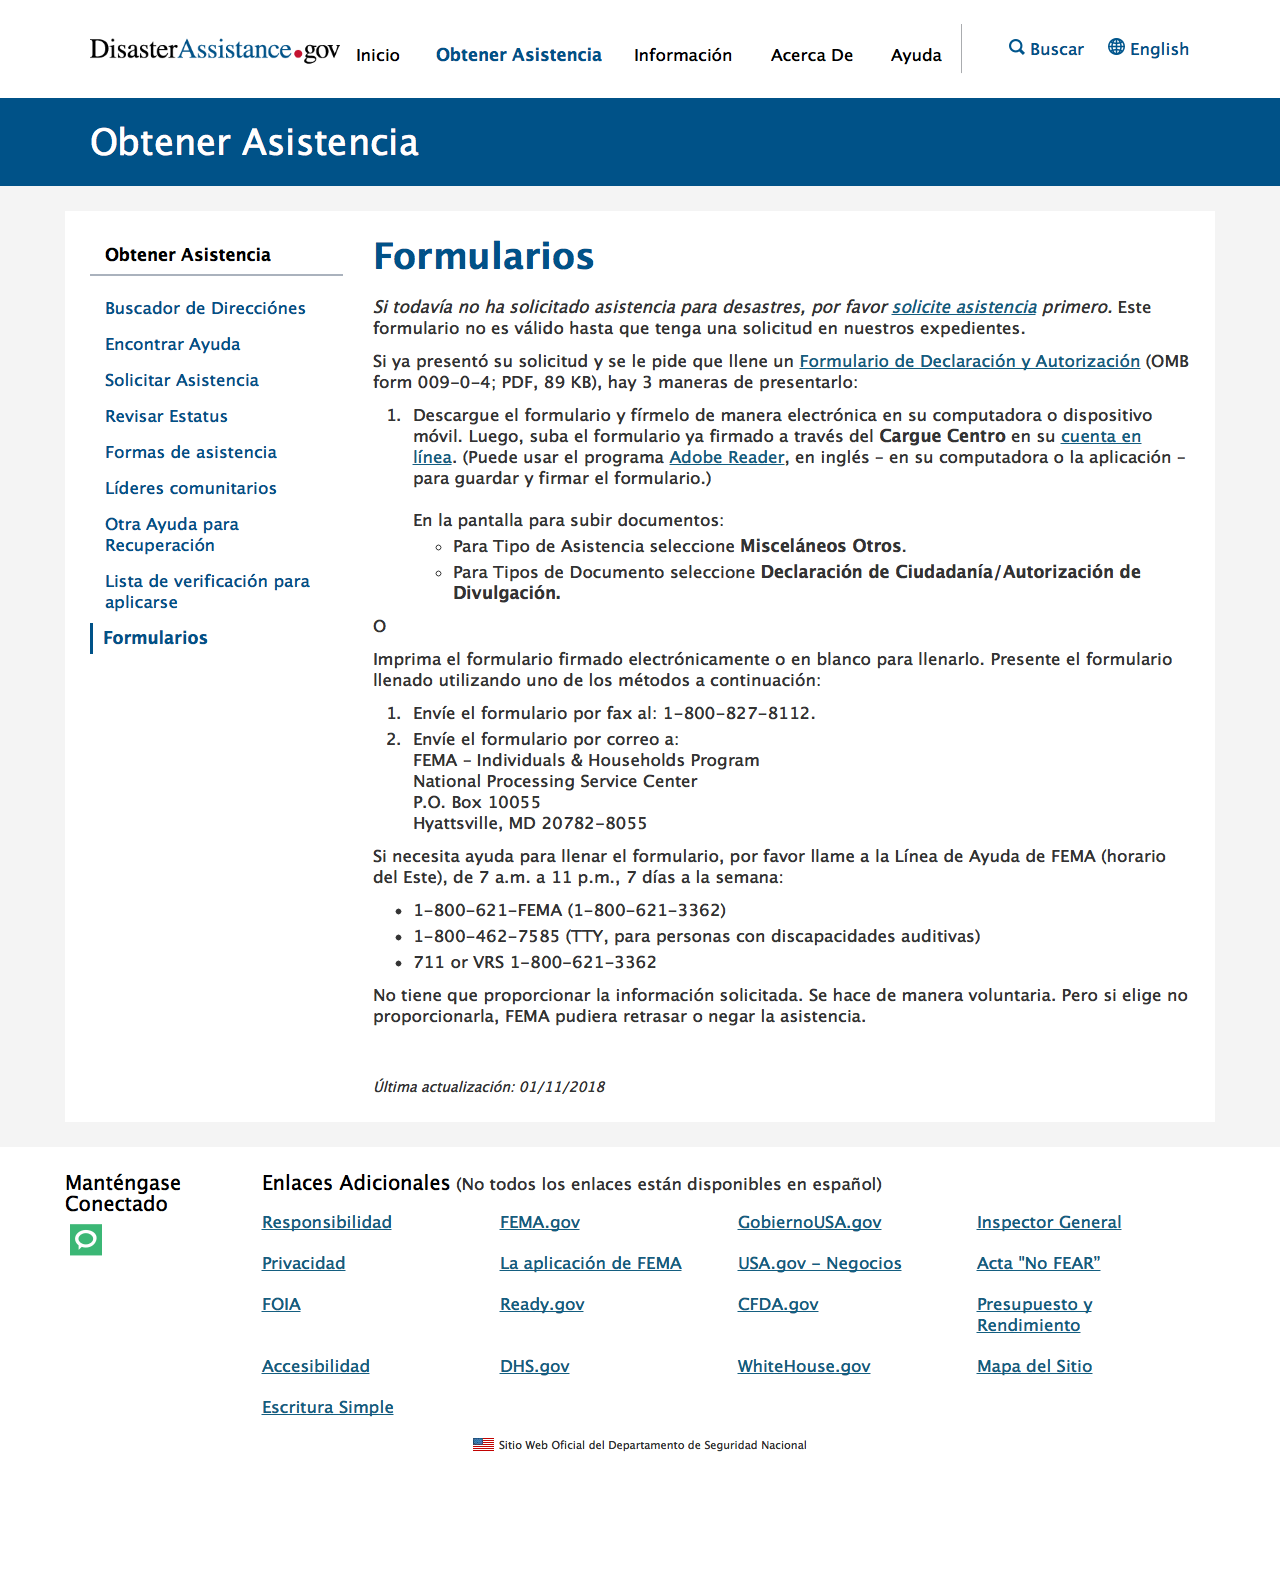 DisasterAssistance.gov
Inicio
Obtener Asistencia
Información
Acerca De
Ayuda
Buscar
English
Obtener Asistencia
Obtener Asistencia
Buscador de Direcciónes
Encontrar Ayuda
Solicitar Asistencia
Revisar Estatus
Formas de asistencia
Líderes comunitarios
Otra Ayuda para
Recuperación
Lista de verificación para
aplicarse
Formularios
Formularios
Si todavía no ha solicitado asistencia para desastres, por favor solicite asistencia primero. Este
formulario no es válido hasta que tenga una solicitud en nuestros expedientes.
Si ya presentó su solicitud y se le pide que llene un Formulario de Declaración y Autorización (OMB
form 009-0-4; PDF, 89 KB), hay 3 maneras de presentarlo:
1. Descargue el formulario y fírmelo de manera electrónica en su computadora o dispositivo
móvil. Luego, suba el formulario ya firmado a través del Cargue Centro en su cuenta en
línea. (Puede usar el programa Adobe Reader, en inglés – en su computadora o la aplicación –
para guardar y firmar el formulario.)
En la pantalla para subir documentos:
◦ Para Tipo de Asistencia seleccione Misceláneos Otros.
◦ Para Tipos de Documento seleccione Declaración de Ciudadanía/Autorización de
Divulgación.
O
Imprima el formulario firmado electrónicamente o en blanco para llenarlo. Presente el formulario
llenado utilizando uno de los métodos a continuación:
1. Envíe el formulario por fax al: 1-800-827-8112.
2. Envíe el formulario por correo a:
FEMA – Individuals & Households Program
National Processing Service Center
P.O. Box 10055
Hyattsville, MD 20782-8055
Si necesita ayuda para llenar el formulario, por favor llame a la Línea de Ayuda de FEMA (horario
del Este), de 7 a.m. a 11 p.m., 7 días a la semana:
• 1-800-621-FEMA (1-800-621-3362)
• 1-800-462-7585 (TTY, para personas con discapacidades auditivas)
• 711 or VRS 1-800-621-3362
No tiene que proporcionar la información solicitada. Se hace de manera voluntaria. Pero si elige no
proporcionarla, FEMA pudiera retrasar o negar la asistencia.
Última actualización: 01/11/2018
Manténgase
Conectado
Enlaces Adicionales (No todos los enlaces están disponibles en español)
Responsibilidad
FEMA.gov
GobiernoUSA.gov
Inspector General
Privacidad
La aplicación de FEMA
USA.gov - Negocios
Acta "No FEAR”
FOIA
Ready.gov
CFDA.gov
Presupuesto y
Rendimiento
Accesibilidad
DHS.gov
WhiteHouse.gov
Mapa del Sitio
Escritura Simple
Sitio Web Oficial del Departamento de Seguridad Nacional